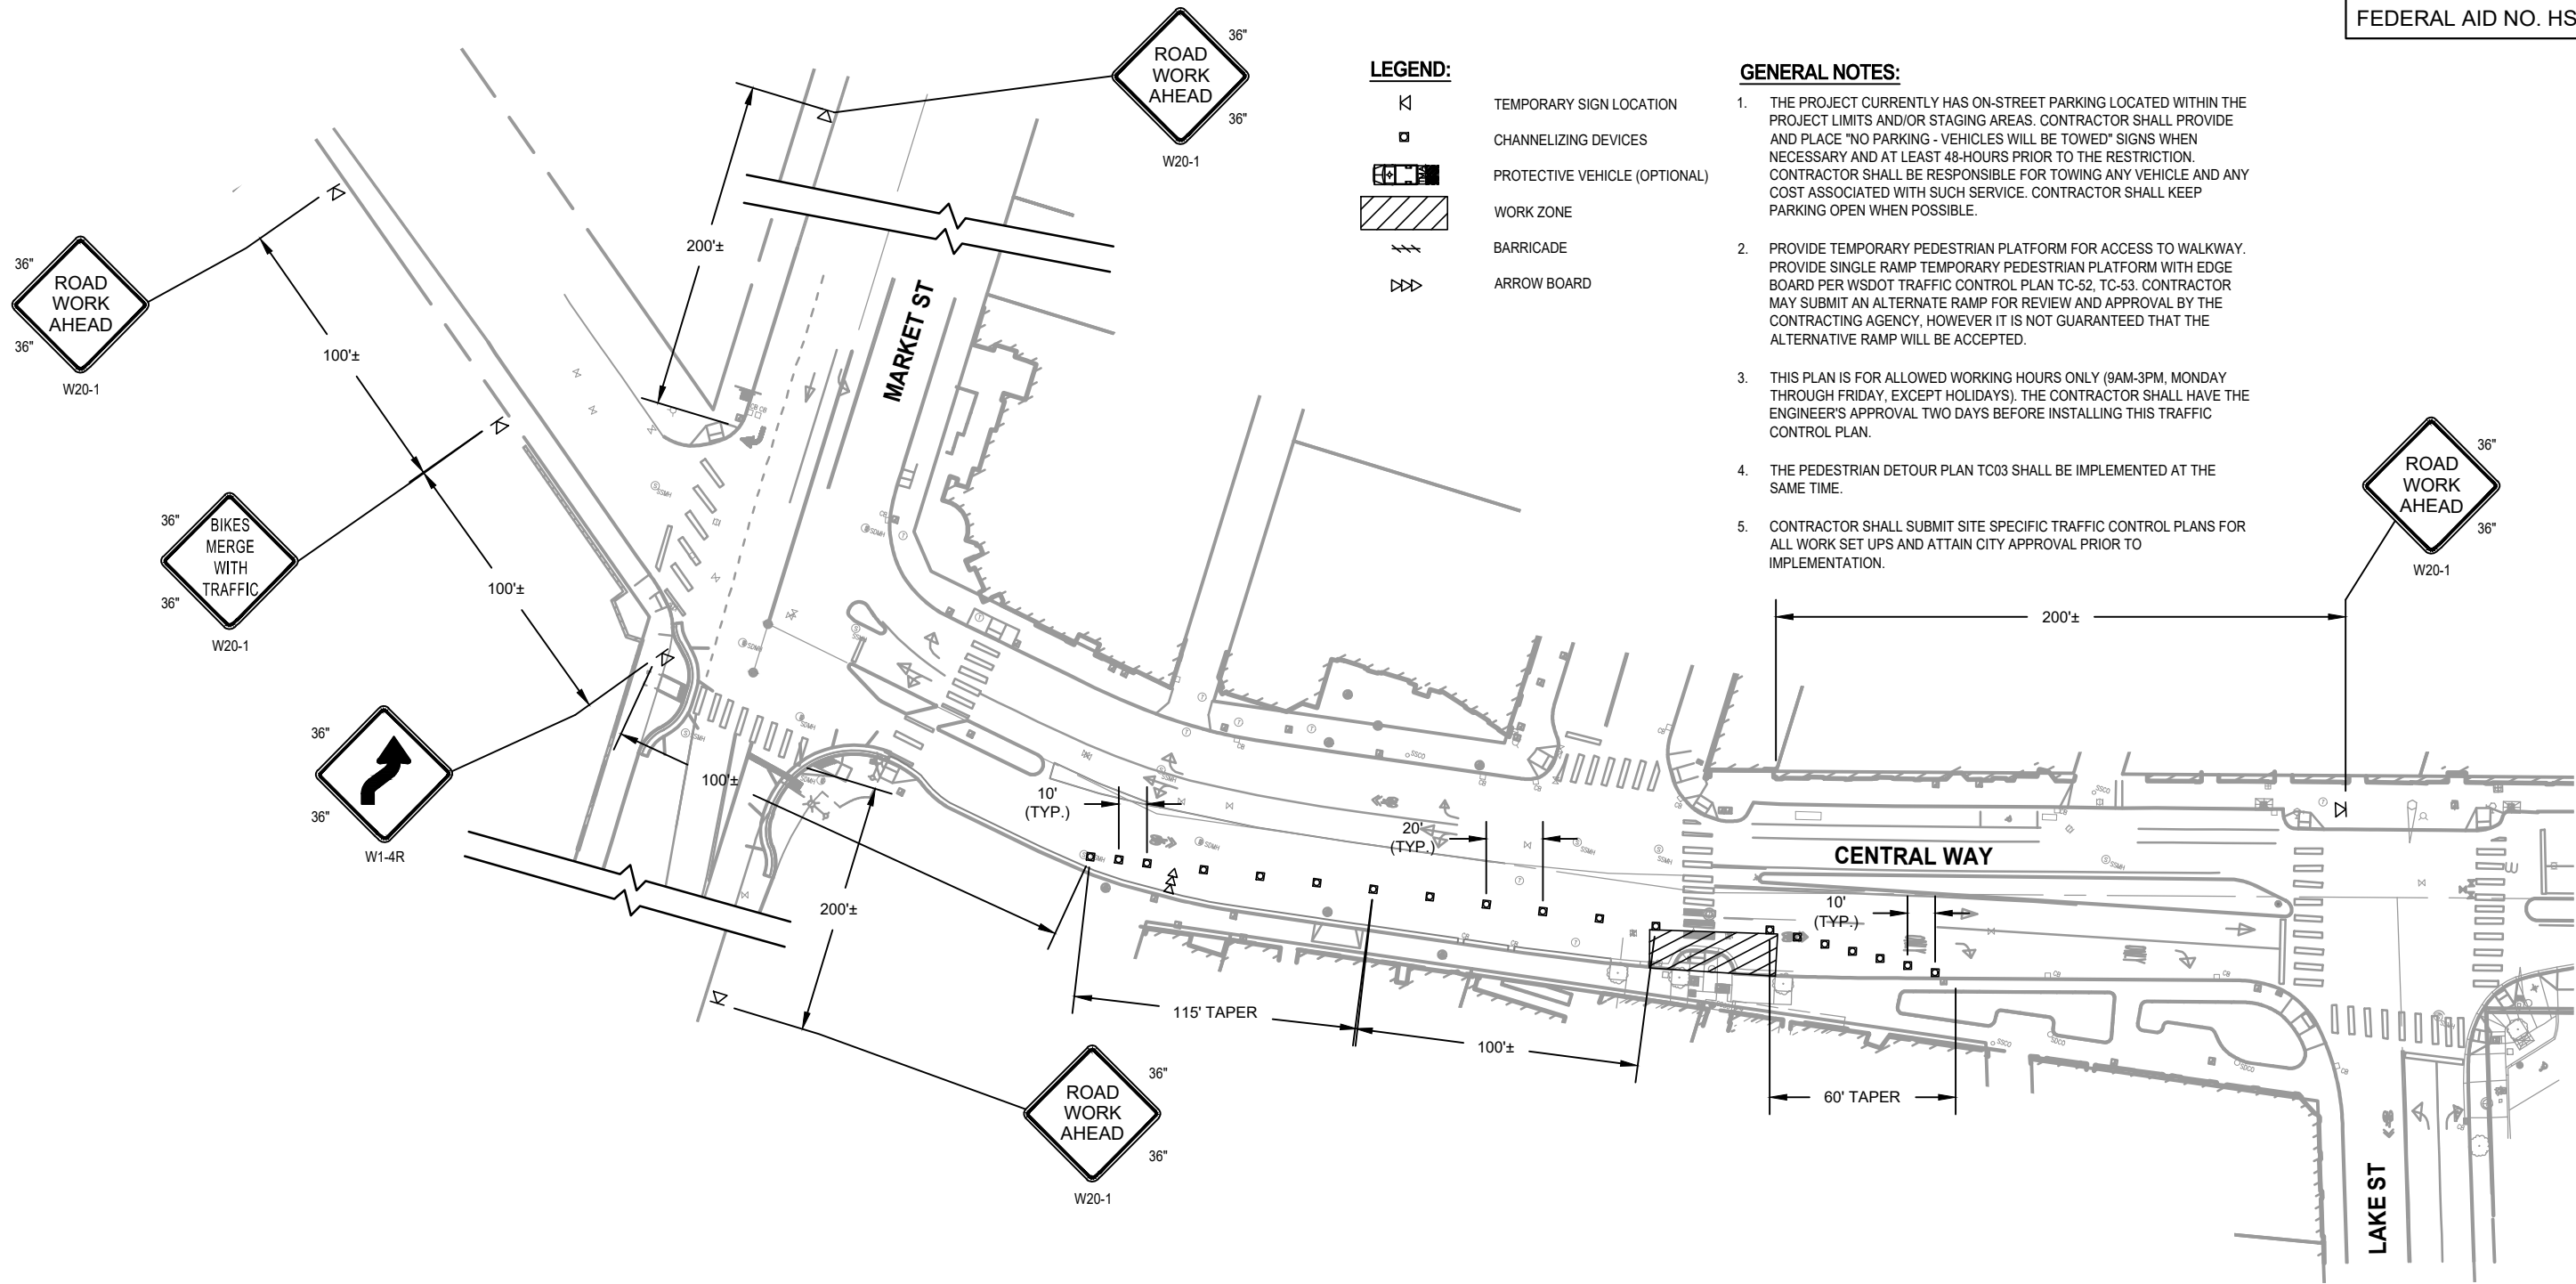 FEDERAL AID NO. HS
LEGEND:
TEMPORARY SIGN LOCATION
CHANNELIZING DEVICES
PROTECTIVE VEHICLE (OPTIONAL)
WORK ZONE
BARRICADE
ARROW BOARD
GENERAL NOTES:
1. THE PROJECT CURRENTLY HAS ON-STREET PARKING LOCATED WITHIN THE
PROJECT LIMITS AND/OR STAGING AREAS. CONTRACTOR SHALL PROVIDE
AND PLACE "NO PARKING - VEHICLES WILL BE TOWED" SIGNS WHEN
NECESSARY AND AT LEAST 48-HOURS PRIOR TO THE RESTRICTION.
CONTRACTOR SHALL BE RESPONSIBLE FOR TOWING ANY VEHICLE AND ANY
COST ASSOCIATED WITH SUCH SERVICE. CONTRACTOR SHALL KEEP
PARKING OPEN WHEN POSSIBLE.
2. PROVIDE TEMPORARY PEDESTRIAN PLATFORM FOR ACCESS TO WALKWAY.
PROVIDE SINGLE RAMP TEMPORARY PEDESTRIAN PLATFORM WITH EDGE
BOARD PER WSDOT TRAFFIC CONTROL PLAN TC-52, TC-53. CONTRACTOR
MAY SUBMIT AN ALTERNATE RAMP FOR REVIEW AND APPROVAL BY THE
CONTRACTING AGENCY, HOWEVER IT IS NOT GUARANTEED THAT THE
ALTERNATIVE RAMP WILL BE ACCEPTED.
3. THIS PLAN IS FOR ALLOWED WORKING HOURS ONLY (9AM-3PM, MONDAY
THROUGH FRIDAY, EXCEPT HOLIDAYS). THE CONTRACTOR SHALL HAVE THE
ENGINEER'S APPROVAL TWO DAYS BEFORE INSTALLING THIS TRAFFIC
CONTROL PLAN.
4. THE PEDESTRIAN DETOUR PLAN TC03 SHALL BE IMPLEMENTED AT THE
SAME TIME.
5. CONTRACTOR SHALL SUBMIT SITE SPECIFIC TRAFFIC CONTROL PLANS FOR
ALL WORK SET UPS AND ATTAIN CITY APPROVAL PRIOR TO
IMPLEMENTATION.
ROAD
WORK
AHEAD
36"
36"
W20-1
200'±
MARKET ST
36"
ROAD
WORK
AHEAD
36"
W20-1
100'±
36"
BIKES
MERGE
WITH
TRAFFIC
36"
W20-1
100'±
36"
36"
W1-4R
100'±
200'±
ROAD
WORK
AHEAD
36"
36"
W20-1
10'
(TYP.)
20'
(TYP.)
115' TAPER
100'±
CENTRAL WAY
10'
(TYP.)
60' TAPER
200'±
ROAD
WORK
AHEAD
36"
36"
W20-1
LAKE ST